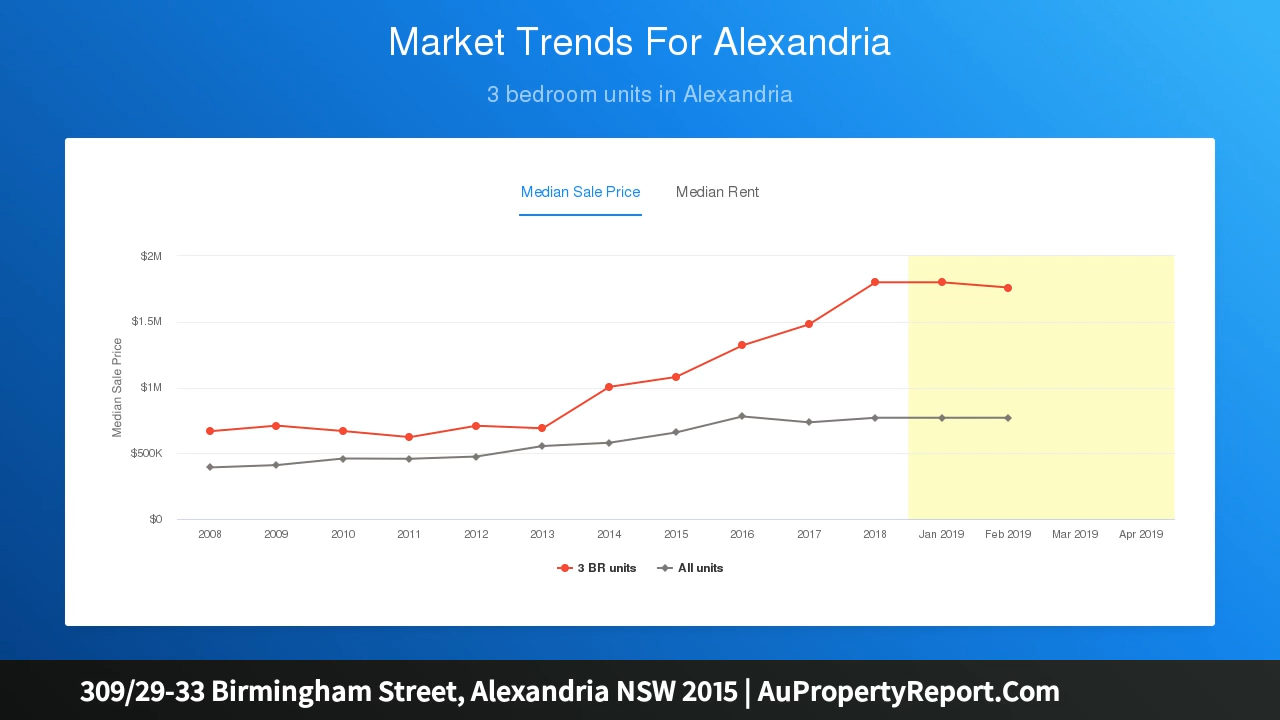 Market Trends For Alexandria
3 bedroom units in Alexandria
Median Sale Price Median Rent
Median Sale Price
$2M
$1.5M
$1M
$500K
$0
2008 2009 2010 2011 2012 2013 2014 2015 2016 2017 2018 Jan 2019 Feb 2019 Mar 2019 Apr 2019
3 BR units All units
309/29-33 Birmingham Street, Alexandria NSW 2015 | AuPropertyReport.Com